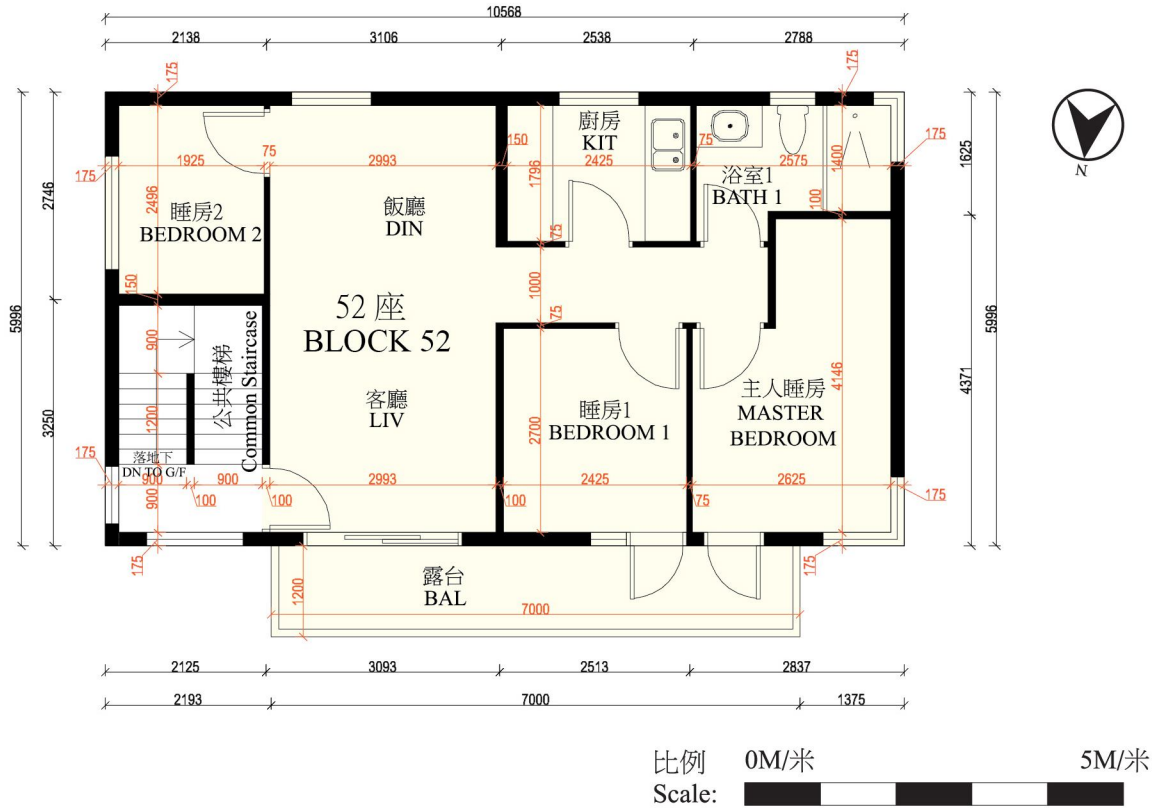 10568
2138
3106
2538
2788
175
175
5996
2746
3250
175
1925
75
2993
150
2425
75
2575
175
1625
4371
5996
2496
1796
1400
100
睡房2
BEDROOM 2
飯廳
DIN
廚房
KIT
浴室1
BATH 1
N
150
75
1000
75
52 座
BLOCK 52
900
1200
900
公共樓梯
Common Staircase
落地下
DN TO G/F
客廳
LIV
睡房1
BEDROOM 1
主人睡房
MASTER
BEDROOM
2700
4146
175
900
100
900
100
2993
100
2425
75
2625
175
175
175
露台
BAL
1200
7000
2125
3093
2513
2837
2193
7000
1375
比例
Scale:
0M/米
5M/米